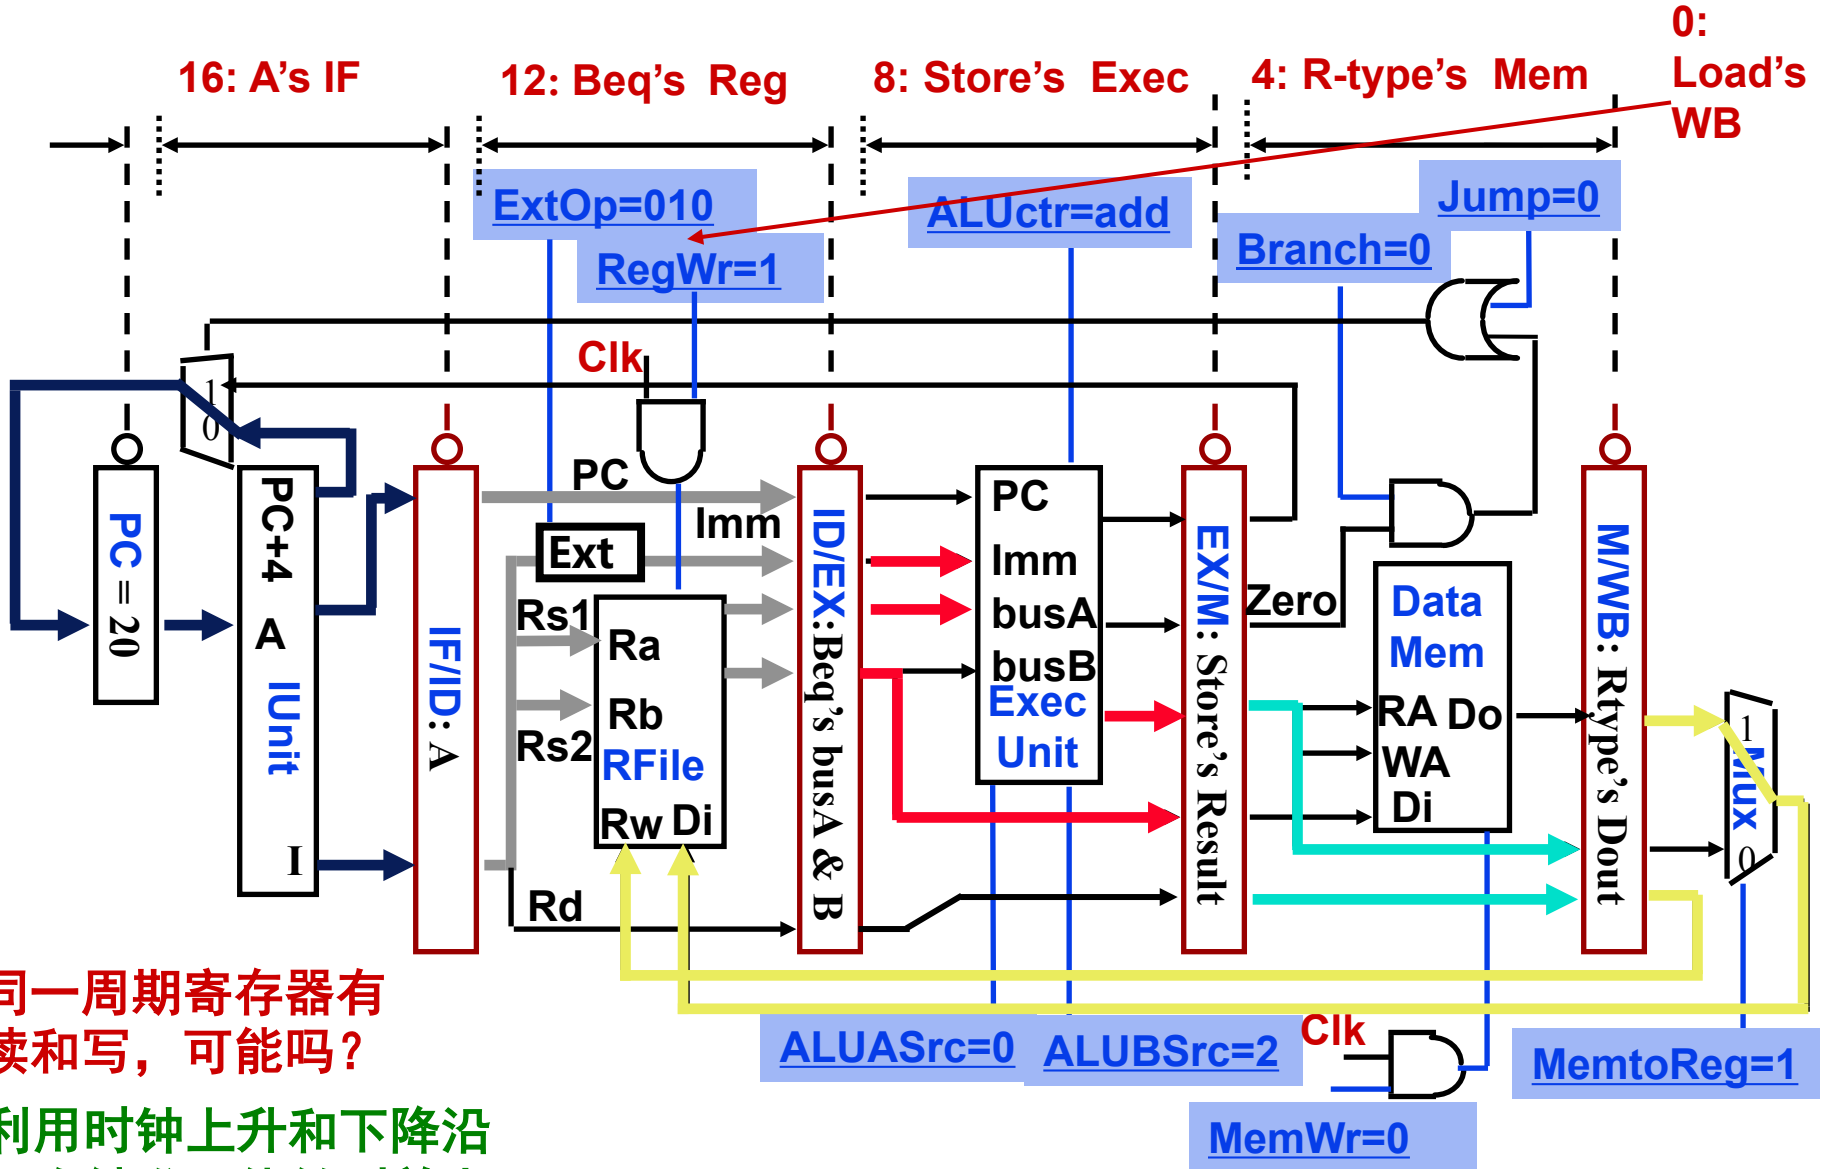 0:
Load's
WB
16: A's IF
12: Beq's Reg
8: Store's Exec
4: R-type's Mem
ExtOp=010
RegWr=1
ALUctr=add
Jump=0
Branch=0
Clk
1
0
PC = 20
PC+4
A
IUnit
I
IF/ID: A
PC
Imm
Ext
Rs1
Rs2
Ra
Rb
RFile
Rw Di
Rd
ID/EX:Beq's busA & B
PC
Imm
busA
busB
Exec
Unit
EX/M: Store's Result
Zero
Data
Mem
RA Do
WA
Di
M/WB: Rtype's Dout
1
Mux
0
同一周期寄存器有
读和写，可能吗？
利用时钟上升和下降沿
ALUASrc=0
ALUBSrc=2
Clk
MemWr=0
MemtoReg=1